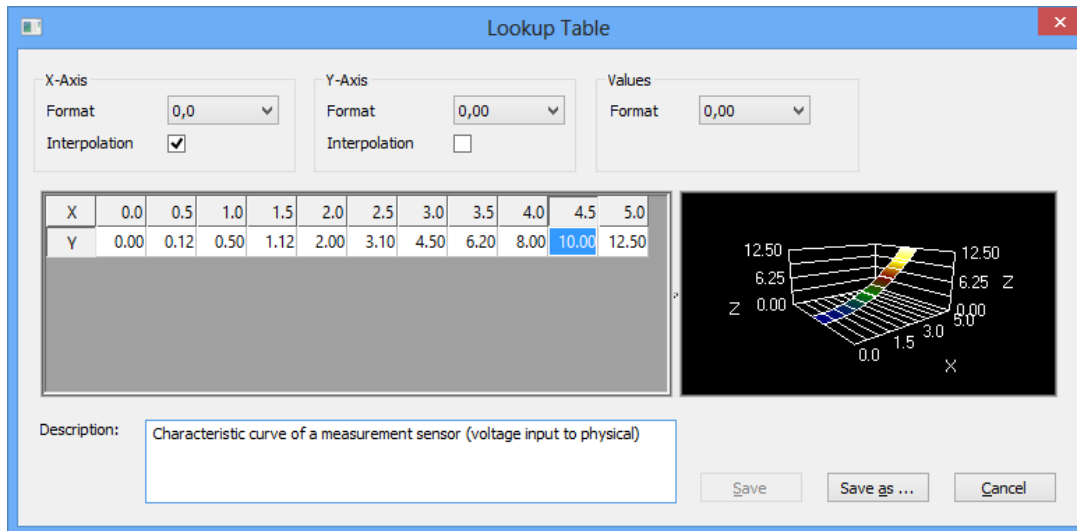 Lookup Table
X-Axis Y-Axis Values
Format 0,0 Format 0,00 Format 0,00
Interpolation Interpolation
X 0.0 0.5 1.0 1.5 2.0 2.5 3.0 3.5 4.0 4.5 5.0
Y 0.00 0.12 0.50 1.12 2.00 3.10 4.50 6.20 8.00 10.00 12.50
12.50 12.50
6.25 6.25 Z
Z 0.00 0.00
0.0 1.5 3.0 5.0
X
Description: Characteristic curve of a measurement sensor (voltage input to physical)
Save Save as ... Cancel